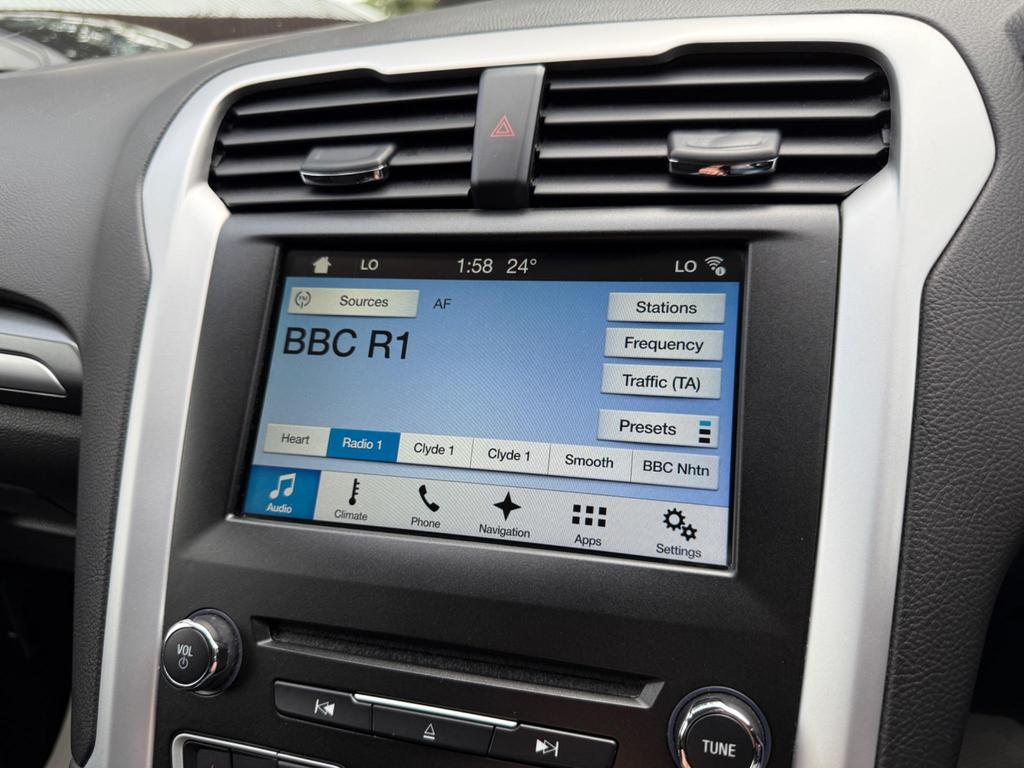 LO 1:58 24° LO
FM Sources AF Stations
BBC R1 Frequency
Traffic (TA)
Presets
Heart Radio 1 Clyde 1 Clyde 1 Smooth BBC Nhtn
Audio Climate Phone Navigation Apps Settings
VOL
TUNE